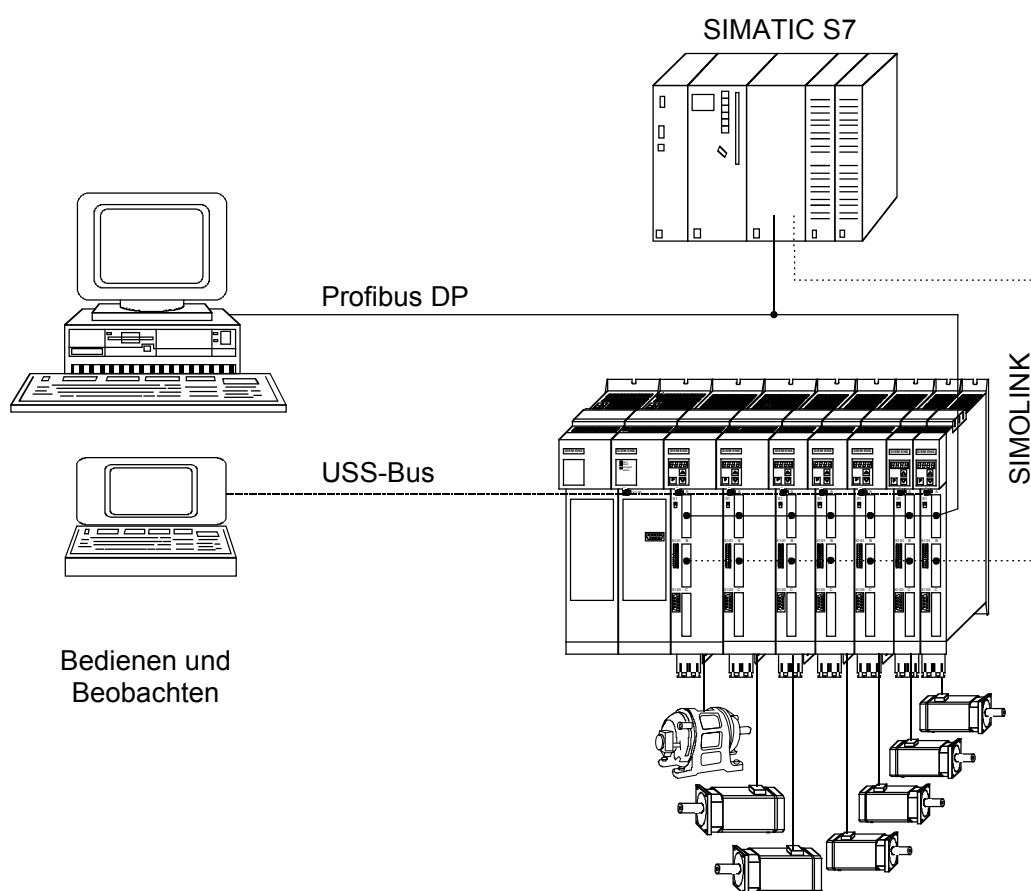 SIMATIC S7
Profibus DP
SIMOLINK
USS-Bus
Bedienen und
Beobachten